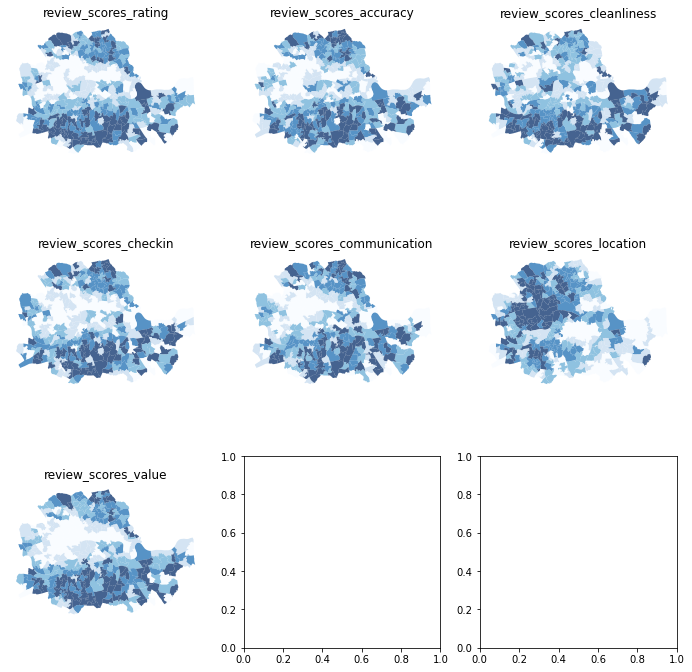 review_scores_rating
review_scores_accuracy
review_scores_cleanliness
review_scores_checkin
review_scores_communication
review_scores_location
review_scores_value
1.0
0.8
0.6
0.4
0.2
0.0
0.0 0.2 0.4 0.6 0.8 1.0
1.0
0.8
0.6
0.4
0.2
0.0
0.0 0.2 0.4 0.6 0.8 1.0